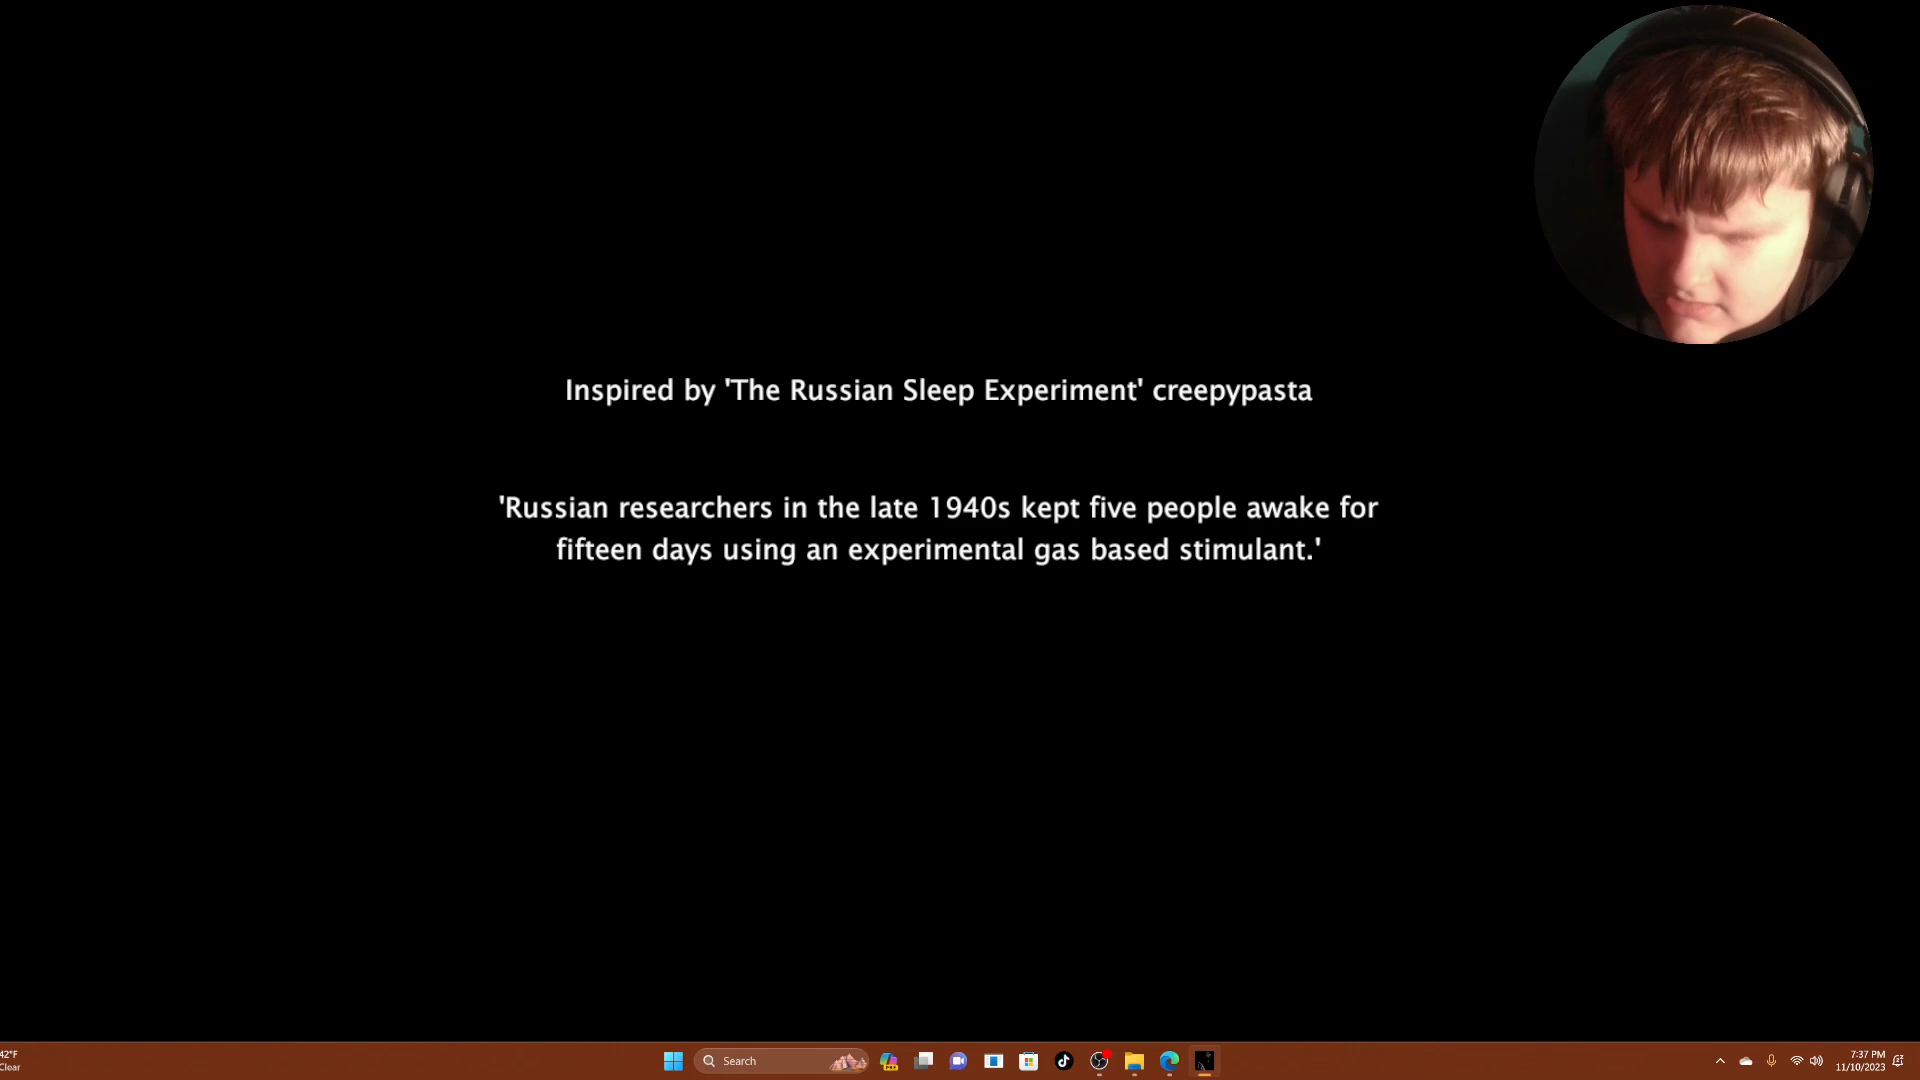 Inspired by 'The Russian Sleep Experiment' creepypasta
'Russian researchers in the late 1940s kept five people awake for
fifteen days using an experimental gas based stimulant.'
42°F
Clear
Search
7:37 PM
11/10/2023